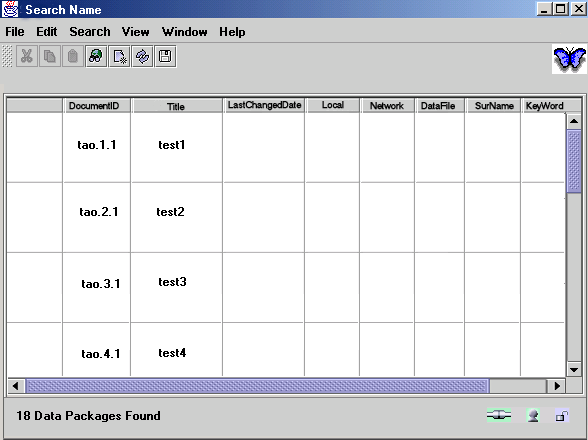 Search Name
File Edit Search View Window Help
DocumentID Title LastChangedDate Local Network DataFile SurName KeyWord
tao.1.1 test1
tao.2.1 test2
tao.3.1 test3
tao.4.1 test4
18 Data Packages Found